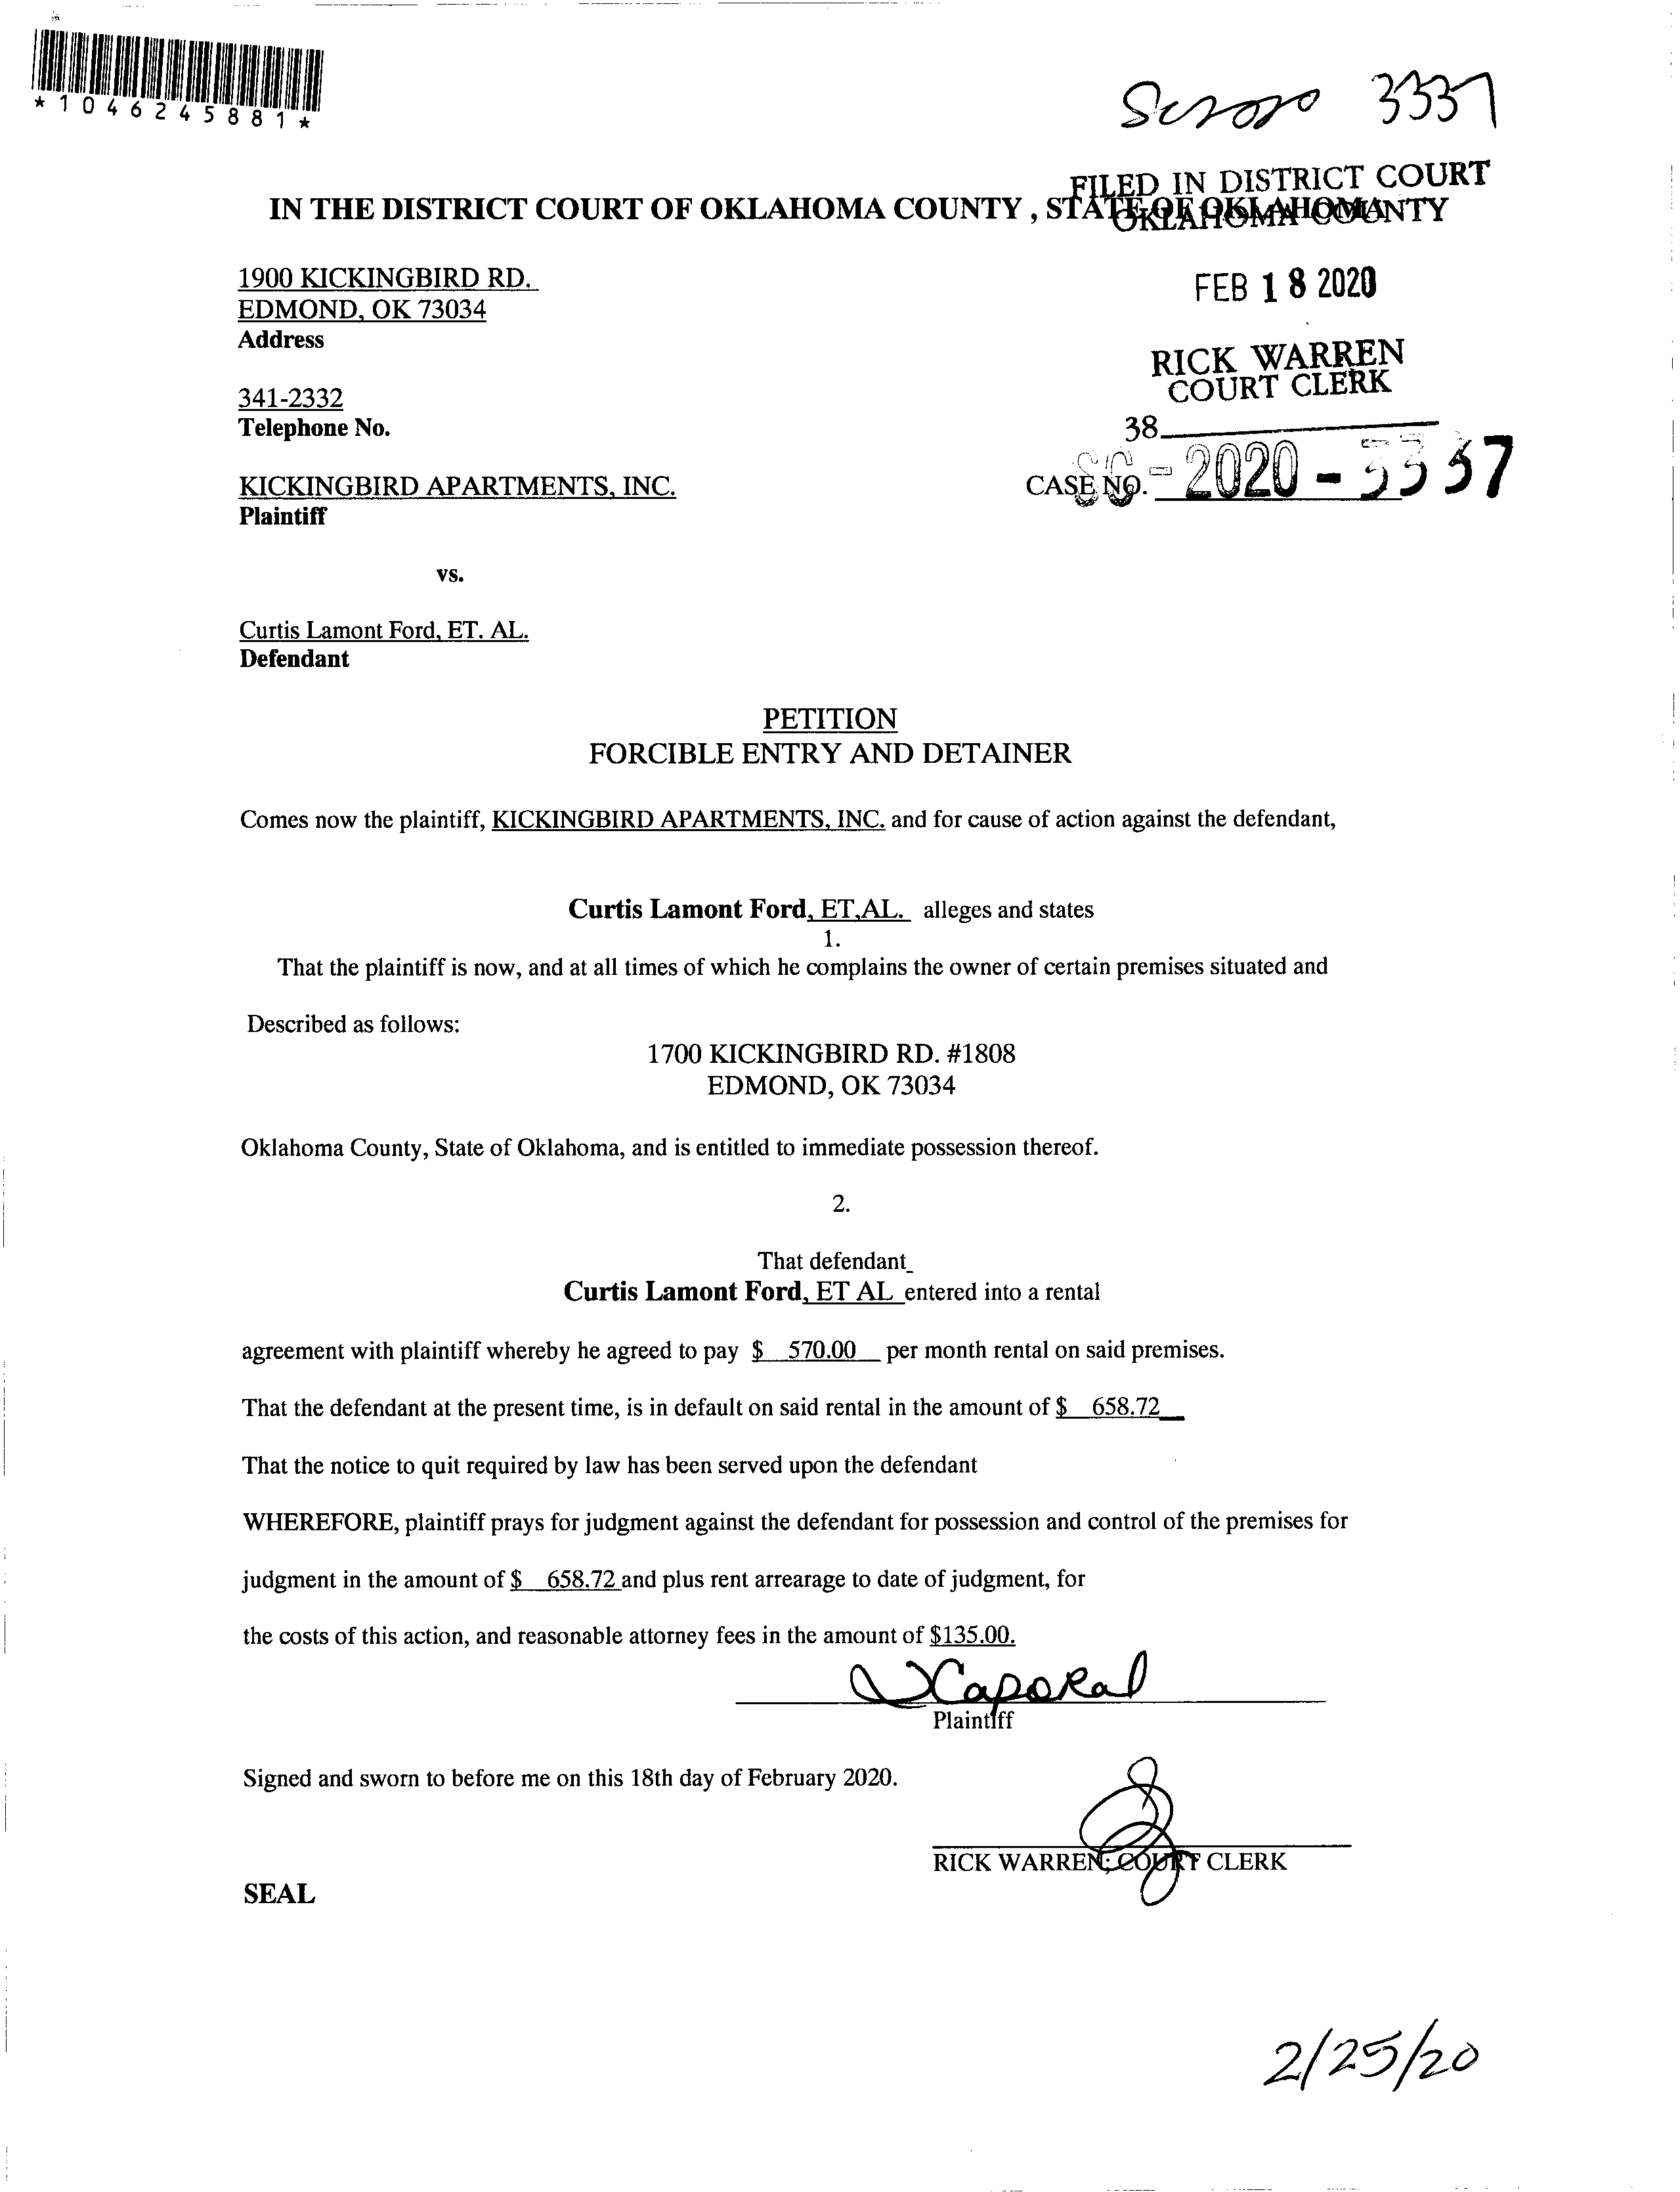 *1046245881*
3337
FILED IN DISTRICT COURT
OKLAHOMA COUNTY
IN THE DISTRICT COURT OF OKLAHOMA COUNTY , STATE OF OKLAHOMA
1900 KICKINGBIRD RD.
EDMOND, OK 73034
Address
FEB 18 2020
RICK WARREN
COURT CLERK
341-2332
Telephone No.
38
CASE NO. SC - 2020 - 3337
KICKINGBIRD APARTMENTS, INC.
Plaintiff
vs.
Curtis Lamont Ford, ET. AL.
Defendant
PETITION
FORCIBLE ENTRY AND DETAINER
Comes now the plaintiff, KICKINGBIRD APARTMENTS, INC. and for cause of action against the defendant,
Curtis Lamont Ford, ET,AL. alleges and states
1.
That the plaintiff is now, and at all times of which he complains the owner of certain premises situated and
Described as follows:
1700 KICKINGBIRD RD. #1808
EDMOND, OK 73034
Oklahoma County, State of Oklahoma, and is entitled to immediate possession thereof.
2.
That defendant_
Curtis Lamont Ford, ET AL entered into a rental
agreement with plaintiff whereby he agreed to pay $ 570.00 per month rental on said premises.
That the defendant at the present time, is in default on said rental in the amount of $ 658.72
That the notice to quit required by law has been served upon the defendant
WHEREFORE, plaintiff prays for judgment against the defendant for possession and control of the premises for
judgment in the amount of $ 658.72 and plus rent arrearage to date of judgment, for
the costs of this action, and reasonable attorney fees in the amount of $135.00.
Caporal
Plaintiff
Signed and sworn to before me on this 18th day of February 2020.
RICK WARREN; COURT CLERK
SEAL
2/25/20